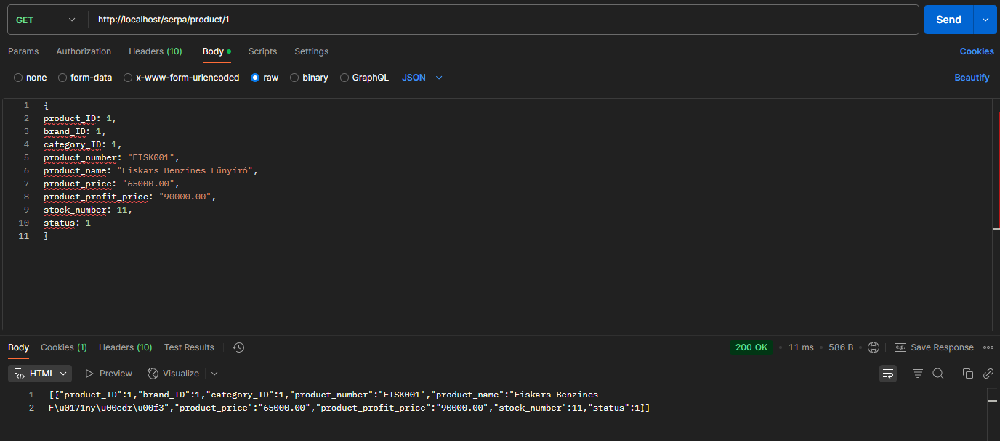 GET http://localhost/serpa/product/1 Send
Params Authorization Headers (10) Body Scripts Settings Cookies
none form-data x-www-form-urlencoded raw binary GraphQL JSON Beautify
1 {
2 product_ID: 1,
3 brand_ID: 1,
4 category_ID: 1,
5 product_number: "FISK001",
6 product_name: "Fiskars Benzines Fűnyíró",
7 product_price: "65000.00",
8 product_profit_price: "90000.00",
9 stock_number: 11,
10 status: 1
11 }
Body Cookies (1) Headers (10) Test Results 200 OK • 11 ms • 586 B • e.g. Save Response
HTML Preview Visualize
1 [{"product_ID":1,"brand_ID":1,"category_ID":1,"product_number":"FISK001","product_name":"Fiskars Benzines
2 F\u0171ny\u00edr\u00f3","product_price":"65000.00","product_profit_price":"90000.00","stock_number":11,"status":1}]